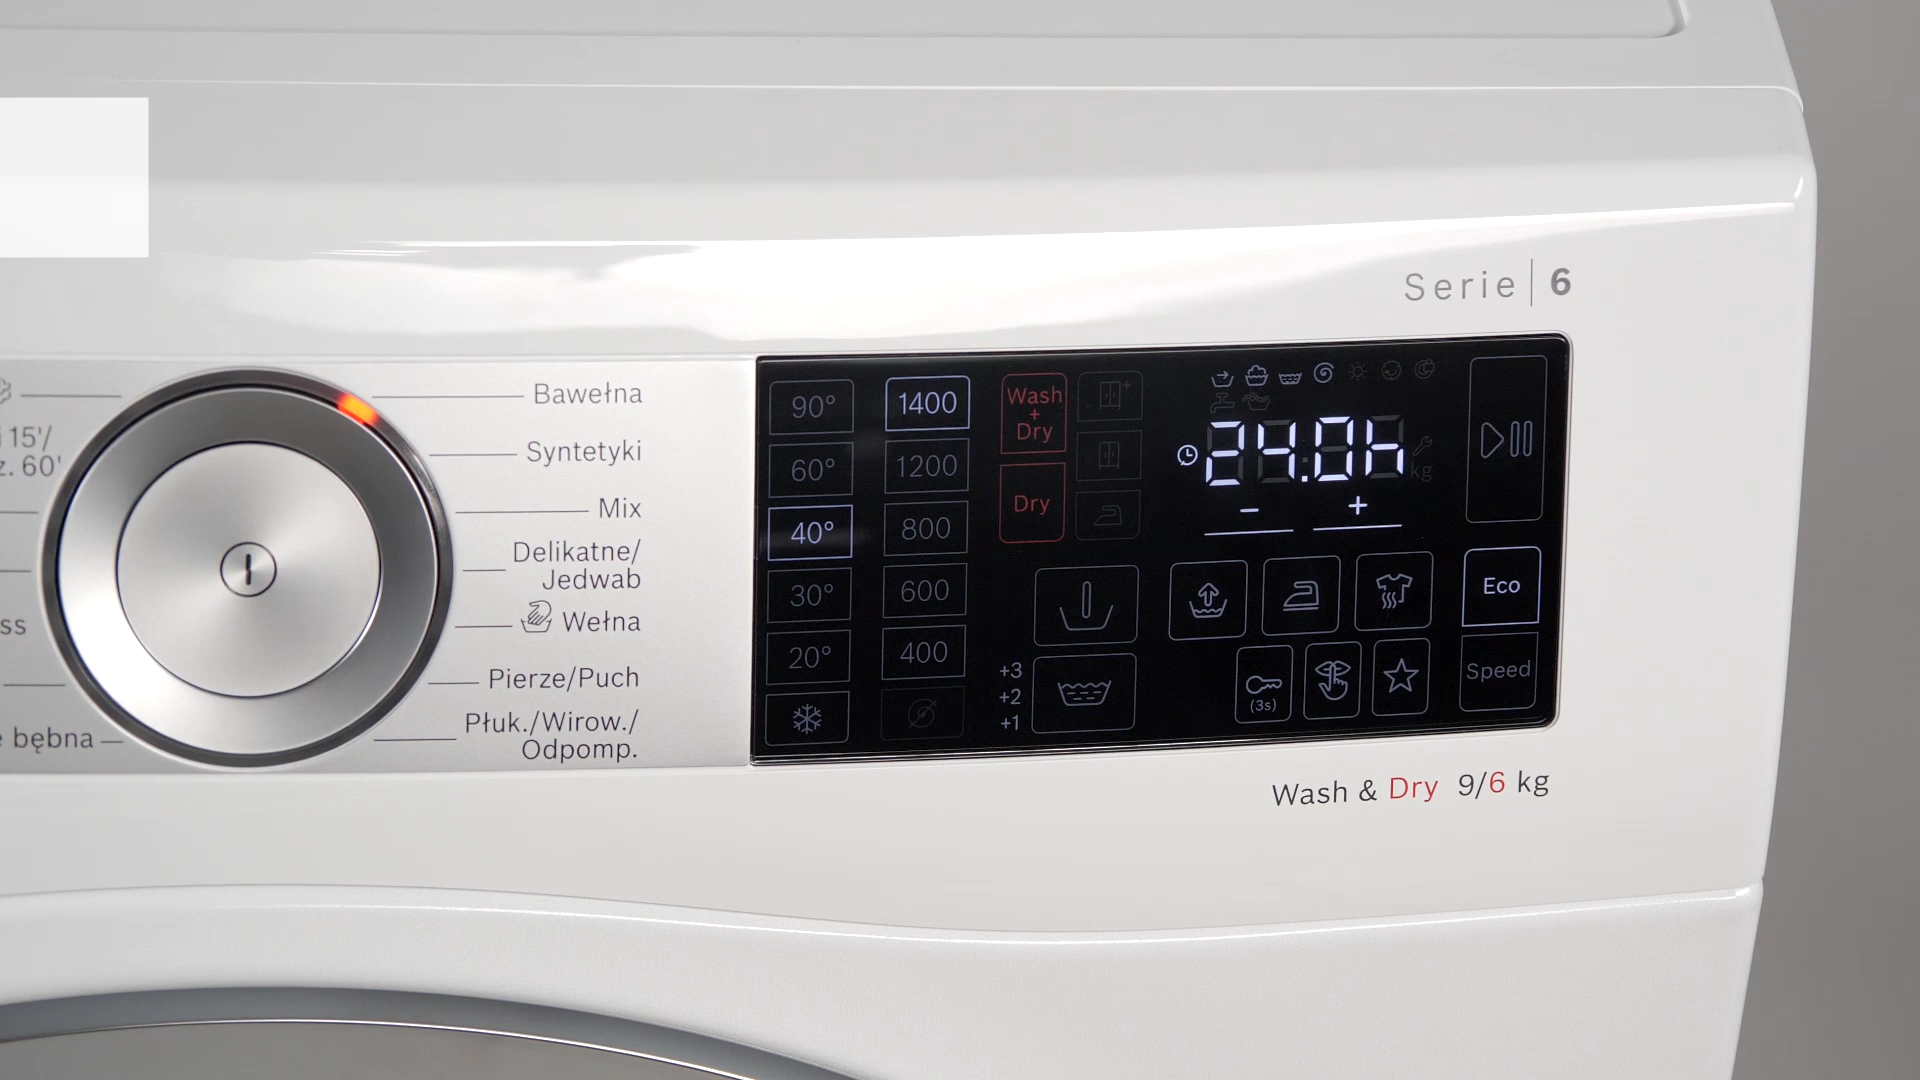 Serie | 6
i 15'/
z. 60'
ss
e bębna
Bawełna
Syntetyki
Mix
Delikatne/
Jedwab
Wełna
Pierze/Puch
Płuk./Wirow./
Odpomp.
90°
60°
40°
30°
20°
1400
1200
800
600
400
Wash
+
Dry
Dry
+3
+2
+1
24.0h
kg
- +
(3s)
Eco
Speed
Wash & Dry 9/6 kg